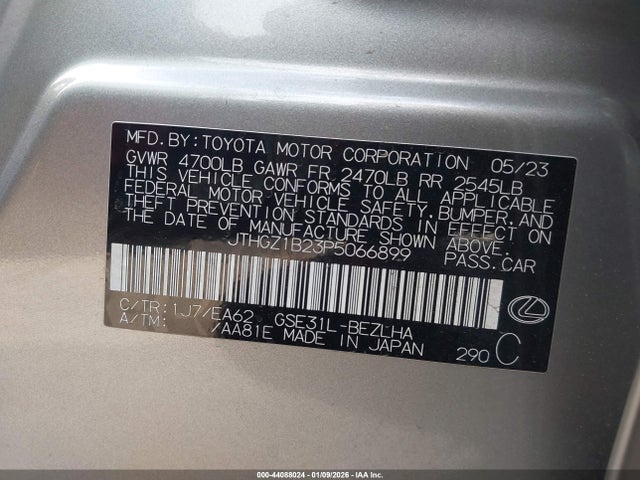 MFD. BY: TOYOTA MOTOR CORPORATION 05/23
GVWR 4700LB GAWR FR 2470LB RR 2545LB
THIS VEHICLE CONFORMS TO ALL APPLICABLE
FEDERAL MOTOR VEHICLE SAFETY, BUMPER, AND
THEFT PREVENTION STANDARDS IN EFFECT ON
THE DATE OF MANUFACTURE SHOWN ABOVE.
JTHGZ1B23P5066899 PASS. CAR
C/TR: 1J7/EA62 GSE31L-BEZLHA
A/TM: /AA81E MADE IN JAPAN 290 C
000-44088024 | 01/09/2026 | IAA Inc.